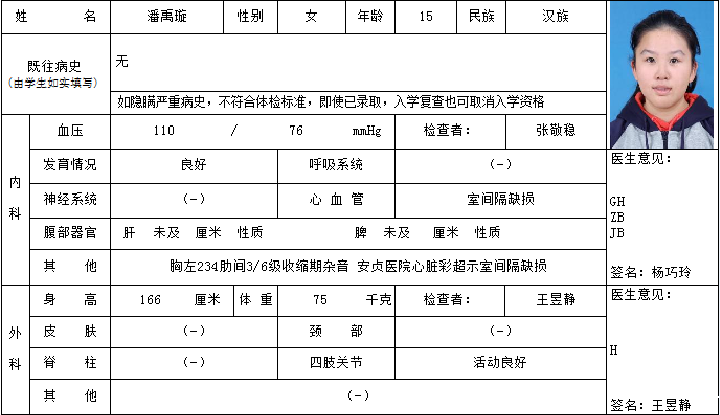 姓 名 潘禹璇 性别 女 年龄 15 民族 汉族
既往病史
(由学生如实填写)
无
如隐瞒严重病史，不符合体检标准，即使已录取，入学复查也可取消入学资格
内科
血压 110 / 76 mmHg 检查者： 张敬稳
发育情况 良好 呼吸系统 (-)
神经系统 (-) 心 血 管 室间隔缺损
腹部器官 肝 未及 厘米 性质 脾 未及 厘米 性质
其 他 胸左234肋间3/6级收缩期杂音 安贞医院心脏彩超示室间隔缺损
医生意见：
GH
ZB
JB
签名：杨巧玲
外科
身 高 166 厘米 体 重 75 千克 检查者： 王昱静
皮 肤 (-) 颈 部 (-)
脊 柱 (-) 四肢关节 活动良好
其 他 (-)
医生意见：
H
签名：王昱静